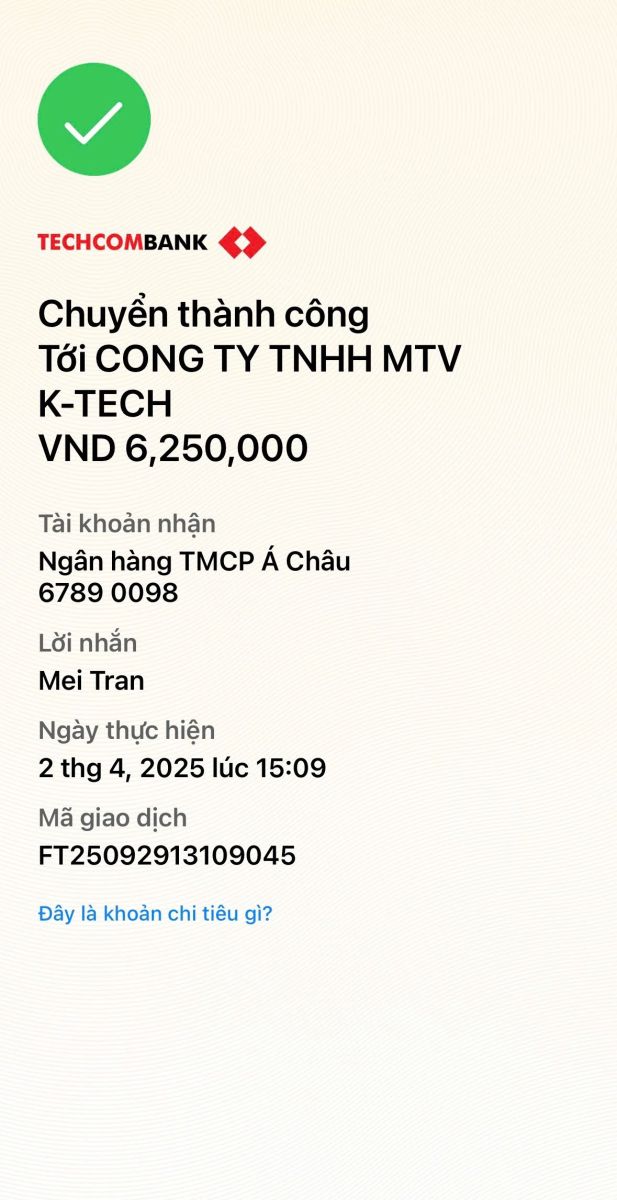 TECHCOMBANK
Chuyển thành công
Tới CONG TY TNHH MTV
K-TECH
VND 6,250,000
Tài khoản nhận
Ngân hàng TMCP Á Châu
6789 0098
Lời nhắn
Mei Tran
Ngày thực hiện
2 thg 4, 2025 lúc 15:09
Mã giao dịch
FT25092913109045
Đây là khoản chi tiêu gì?